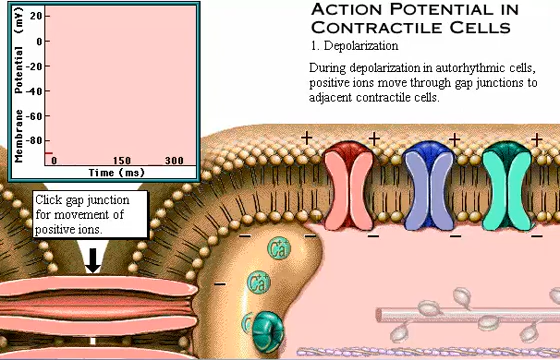 ACTION POTENTIAL IN
CONTRACTILE CELLS
1. Depolarization
During depolarization in autorhythmic cells,
positive ions move through gap junctions to
adjacent contractile cells.
Membrane Potential (mV)
20
0
-20
-40
-60
-80
0 150 300
Time (ms)
Click gap junction
for movement of
positive ions.
+ + + +
− − − −
−
Ca
Ca
Ca